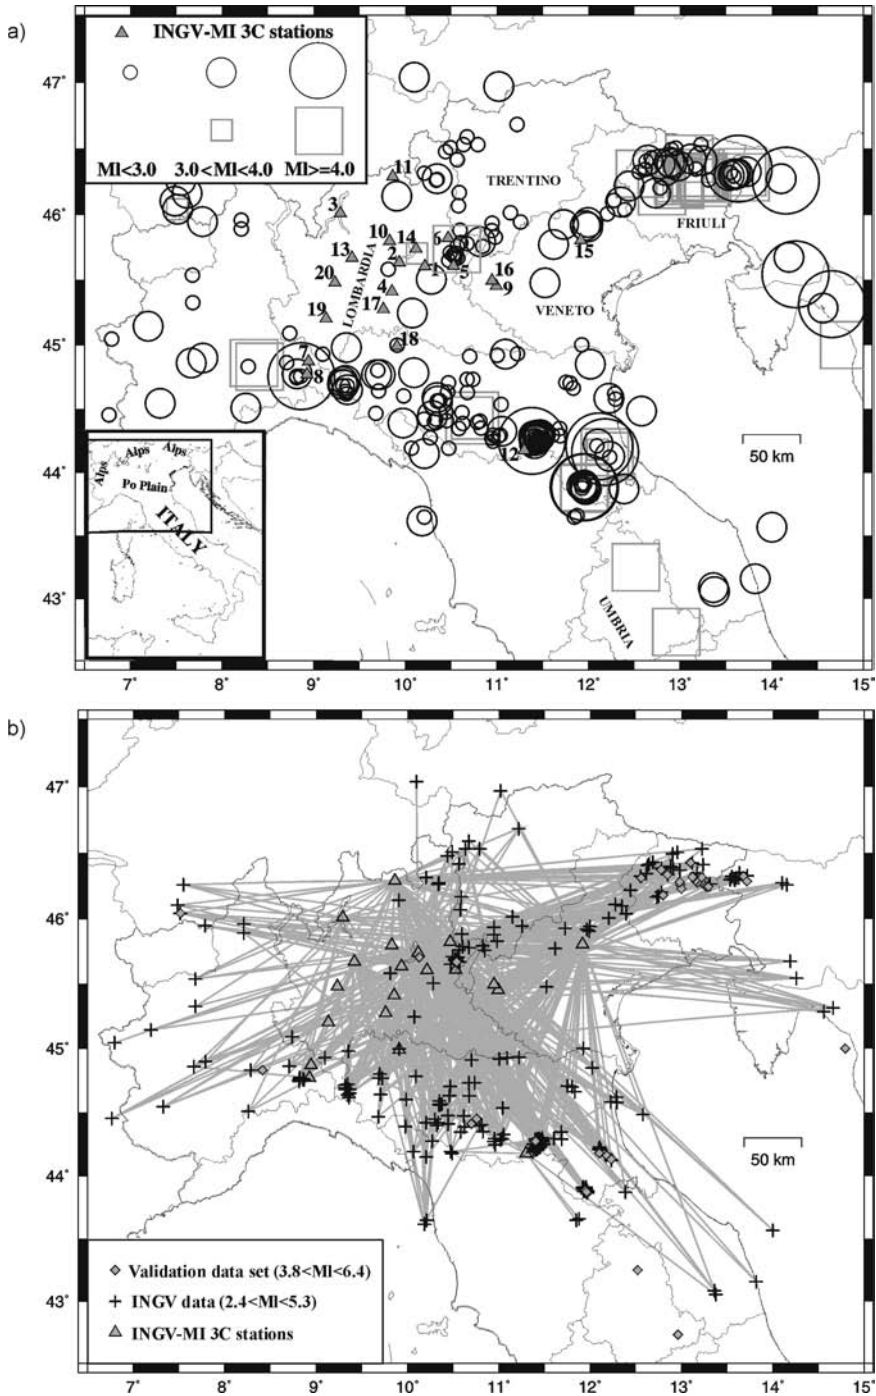 a)
INGV-MI 3C stations
Ml<3.0 3.0<Ml<4.0 Ml>=4.0
47°
46°
45°
44°
43°
11
TRENTINO
3
FRIULI
10
14
6
15
13
2
1
5
16
20
9
4
LOMBARDIA
17
VENETO
19
18
7
8
12
50 km
Alps
Alps
Alps
Po Plain
ITALY
UMBRIA
7° 8° 9° 10° 11° 12° 13° 14° 15°
b)
47°
46°
45°
44°
43°
50 km
Validation data set (3.8<Ml<6.4)
INGV data (2.4<Ml<5.3)
INGV-MI 3C stations
7° 8° 9° 10° 11° 12° 13° 14° 15°